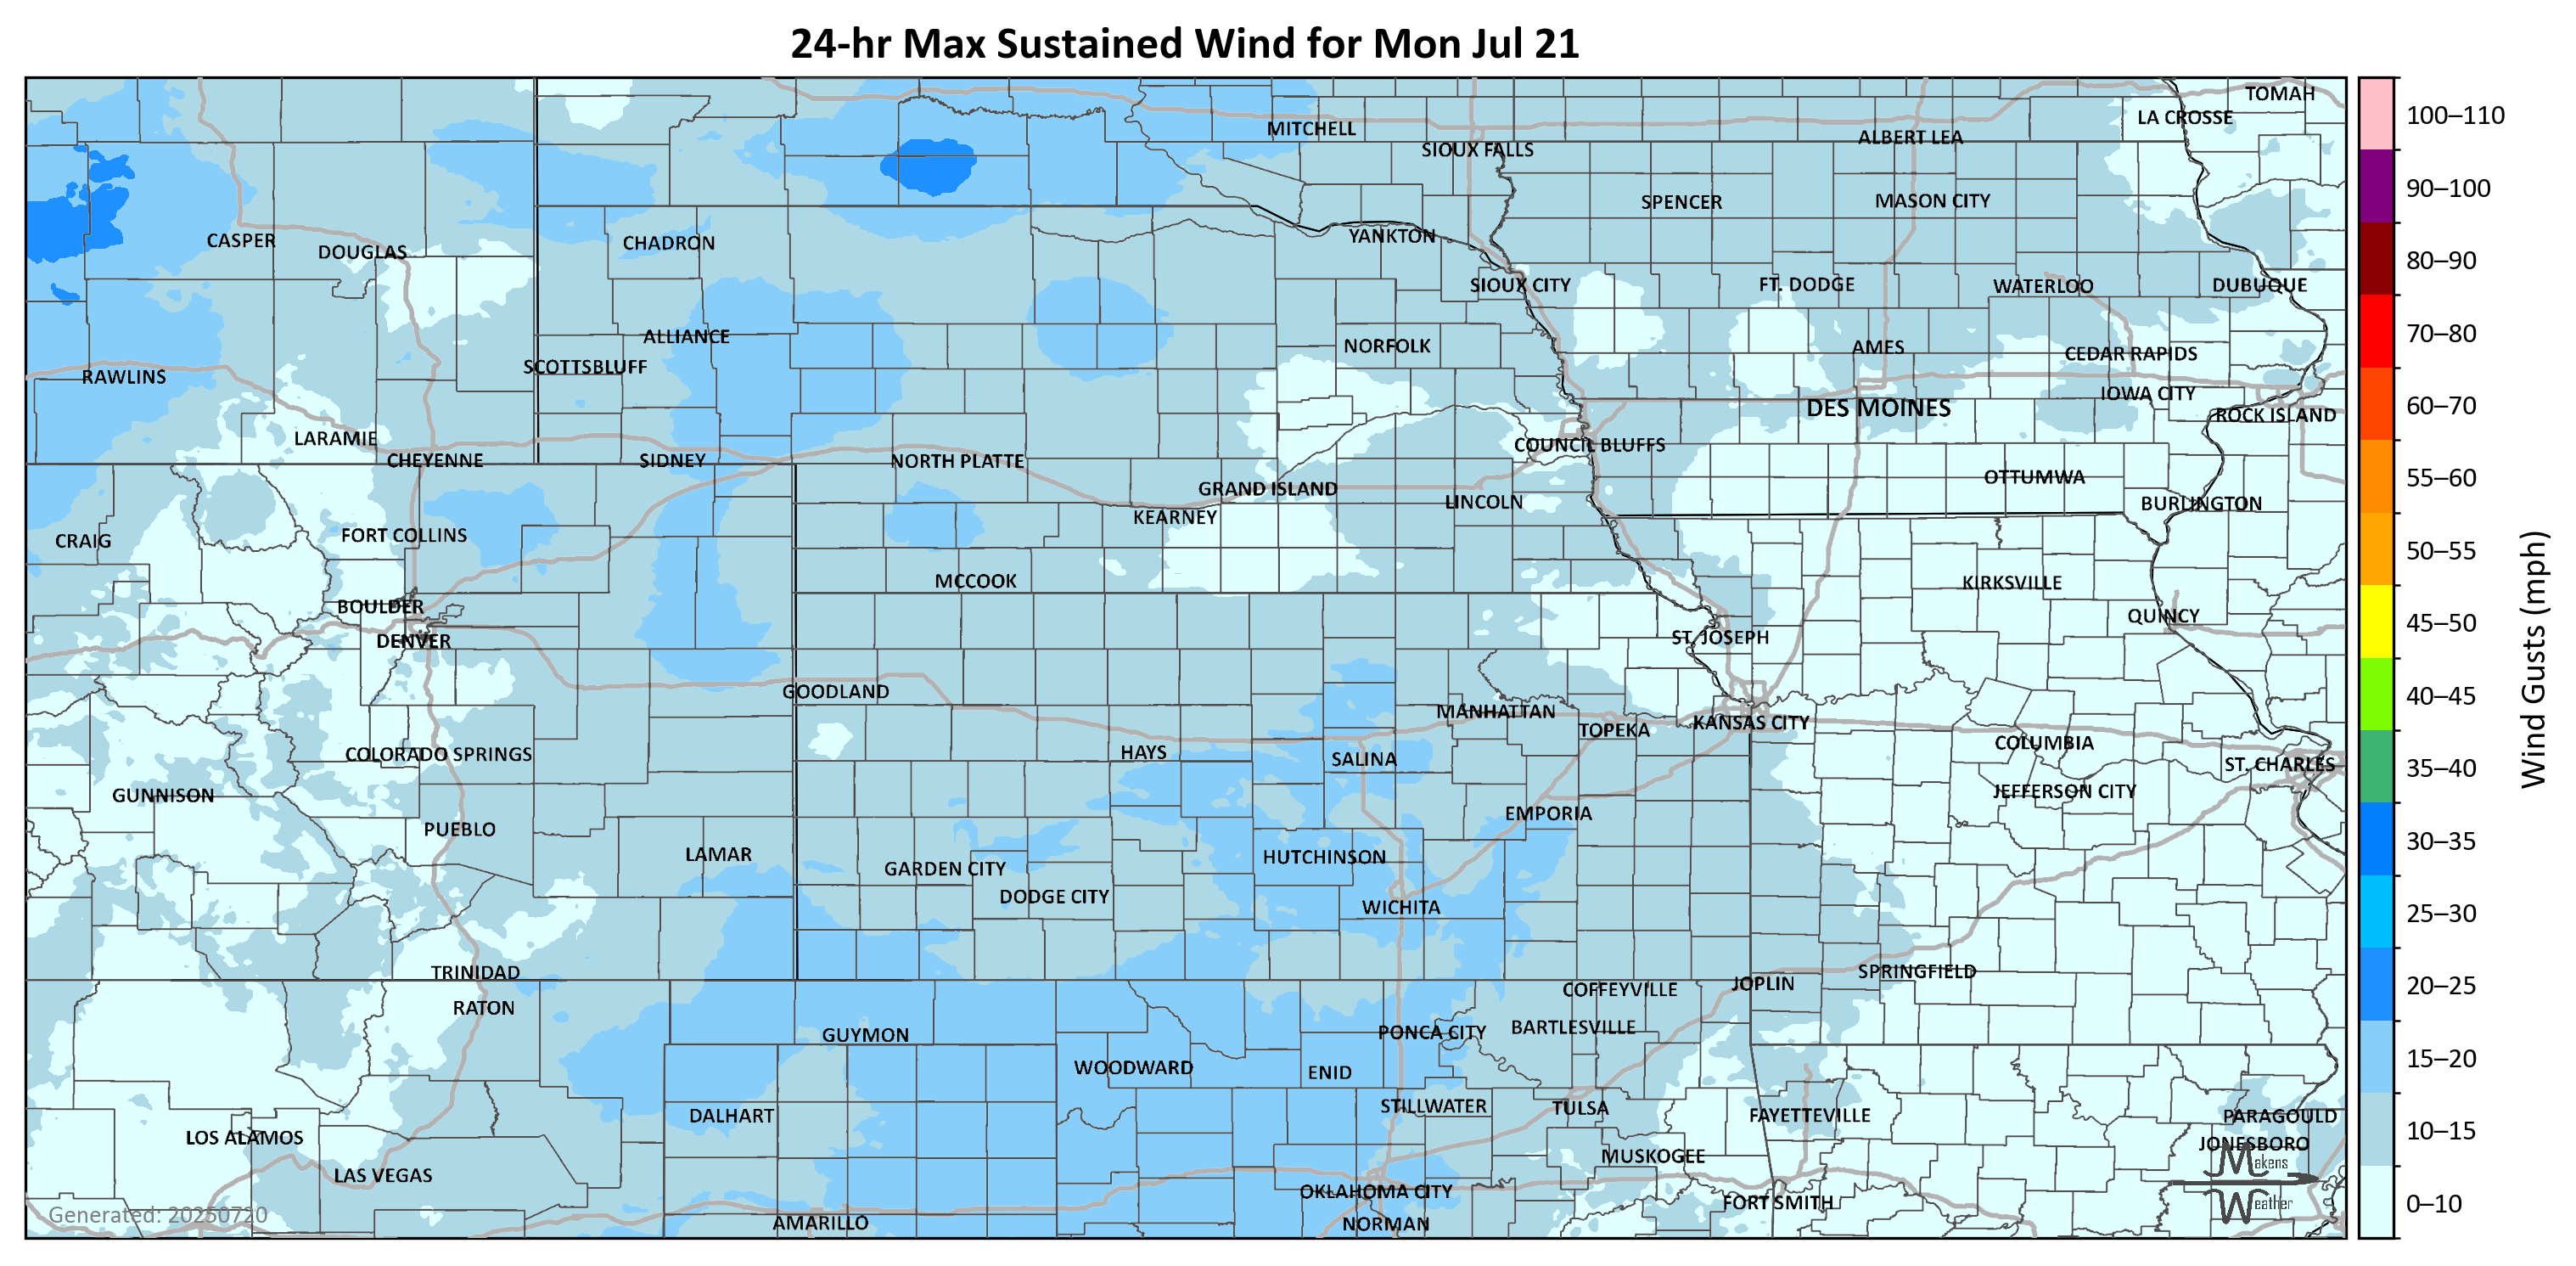 24-hr Max Sustained Wind for Mon Jul 21
TOMAH
LA CROSSE
MITCHELL
ALBERT LEA
SIOUX FALLS
SPENCER
MASON CITY
CASPER
DOUGLAS
CHADRON
YANKTON
SIOUX CITY
FT. DODGE
WATERLOO
DUBUQUE
ALLIANCE
NORFOLK
AMES
CEDAR RAPIDS
SCOTTSBLUFF
RAWLINS
IOWA CITY
DES MOINES
ROCK ISLAND
LARAMIE
COUNCIL BLUFFS
CHEYENNE
SIDNEY
NORTH PLATTE
OTTUMWA
GRAND ISLAND
LINCOLN
BURLINGTON
KEARNEY
FORT COLLINS
CRAIG
MCCOOK
KIRKSVILLE
BOULDER
QUINCY
DENVER
ST. JOSEPH
GOODLAND
MANHATTAN
TOPEKA
KANSAS CITY
COLUMBIA
COLORADO SPRINGS
HAYS
SALINA
ST. CHARLES
GUNNISON
JEFFERSON CITY
EMPORIA
PUEBLO
LAMAR
HUTCHINSON
GARDEN CITY
DODGE CITY
WICHITA
TRINIDAD
SPRINGFIELD
JOPLIN
COFFEYVILLE
RATON
GUYMON
PONCA CITY
BARTLESVILLE
WOODWARD
ENID
STILLWATER
TULSA
DALHART
FAYETTEVILLE
PARAGOULD
LOS ALAMOS
JONESBORO
MUSKOGEE
LAS VEGAS
OKLAHOMA CITY
FORT SMITH
AMARILLO
NORMAN
Makens
Weather
Generated: 20250720
100–110
90–100
80–90
70–80
60–70
55–60
50–55
45–50
40–45
35–40
30–35
25–30
20–25
15–20
10–15
0–10
Wind Gusts (mph)